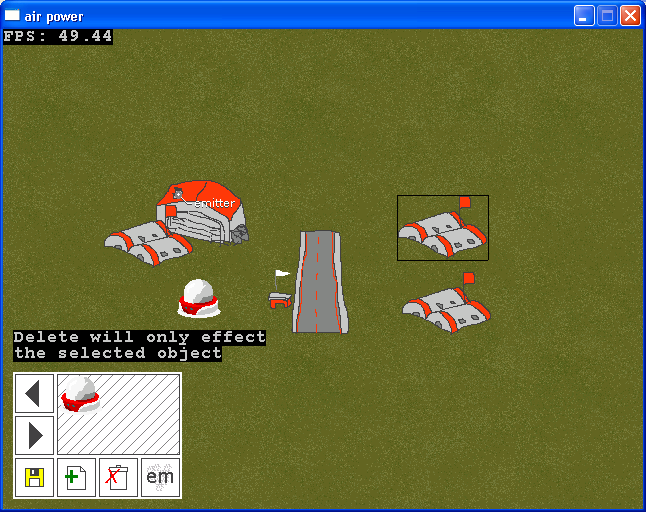 air power
FPS: 49.44
emitter
Delete will only effect
the selected object
em